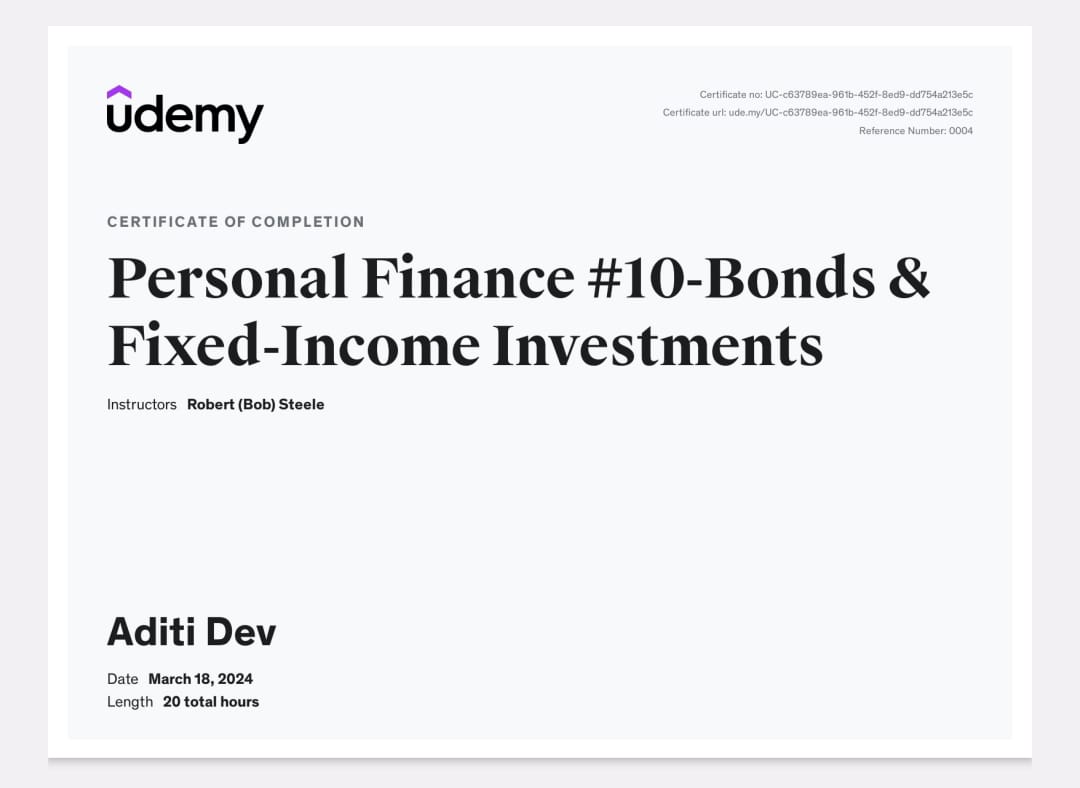 udemy
Certificate no: UC-c63789ea-961b-452f-8ed9-dd754a213e5c
Certificate url: ude.my/UC-c63789ea-961b-452f-8ed9-dd754a213e5c
Reference Number: 0004
CERTIFICATE OF COMPLETION
Personal Finance #10-Bonds &
Fixed-Income Investments
Instructors Robert (Bob) Steele
Aditi Dev
Date March 18, 2024
Length 20 total hours